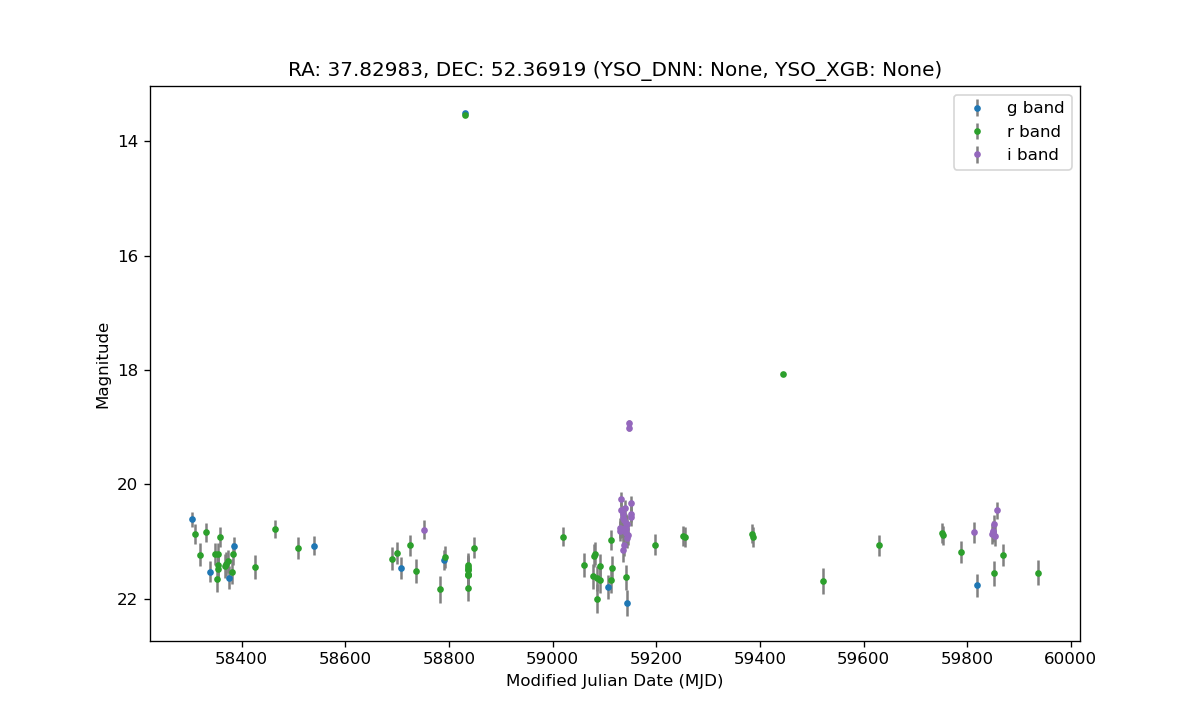 RA: 37.82983, DEC: 52.36919 (YSO_DNN: None, YSO_XGB: None)
g band
r band
i band
14
16
18
20
22
Magnitude
58400 58600 58800 59000 59200 59400 59600 59800 60000
Modified Julian Date (MJD)